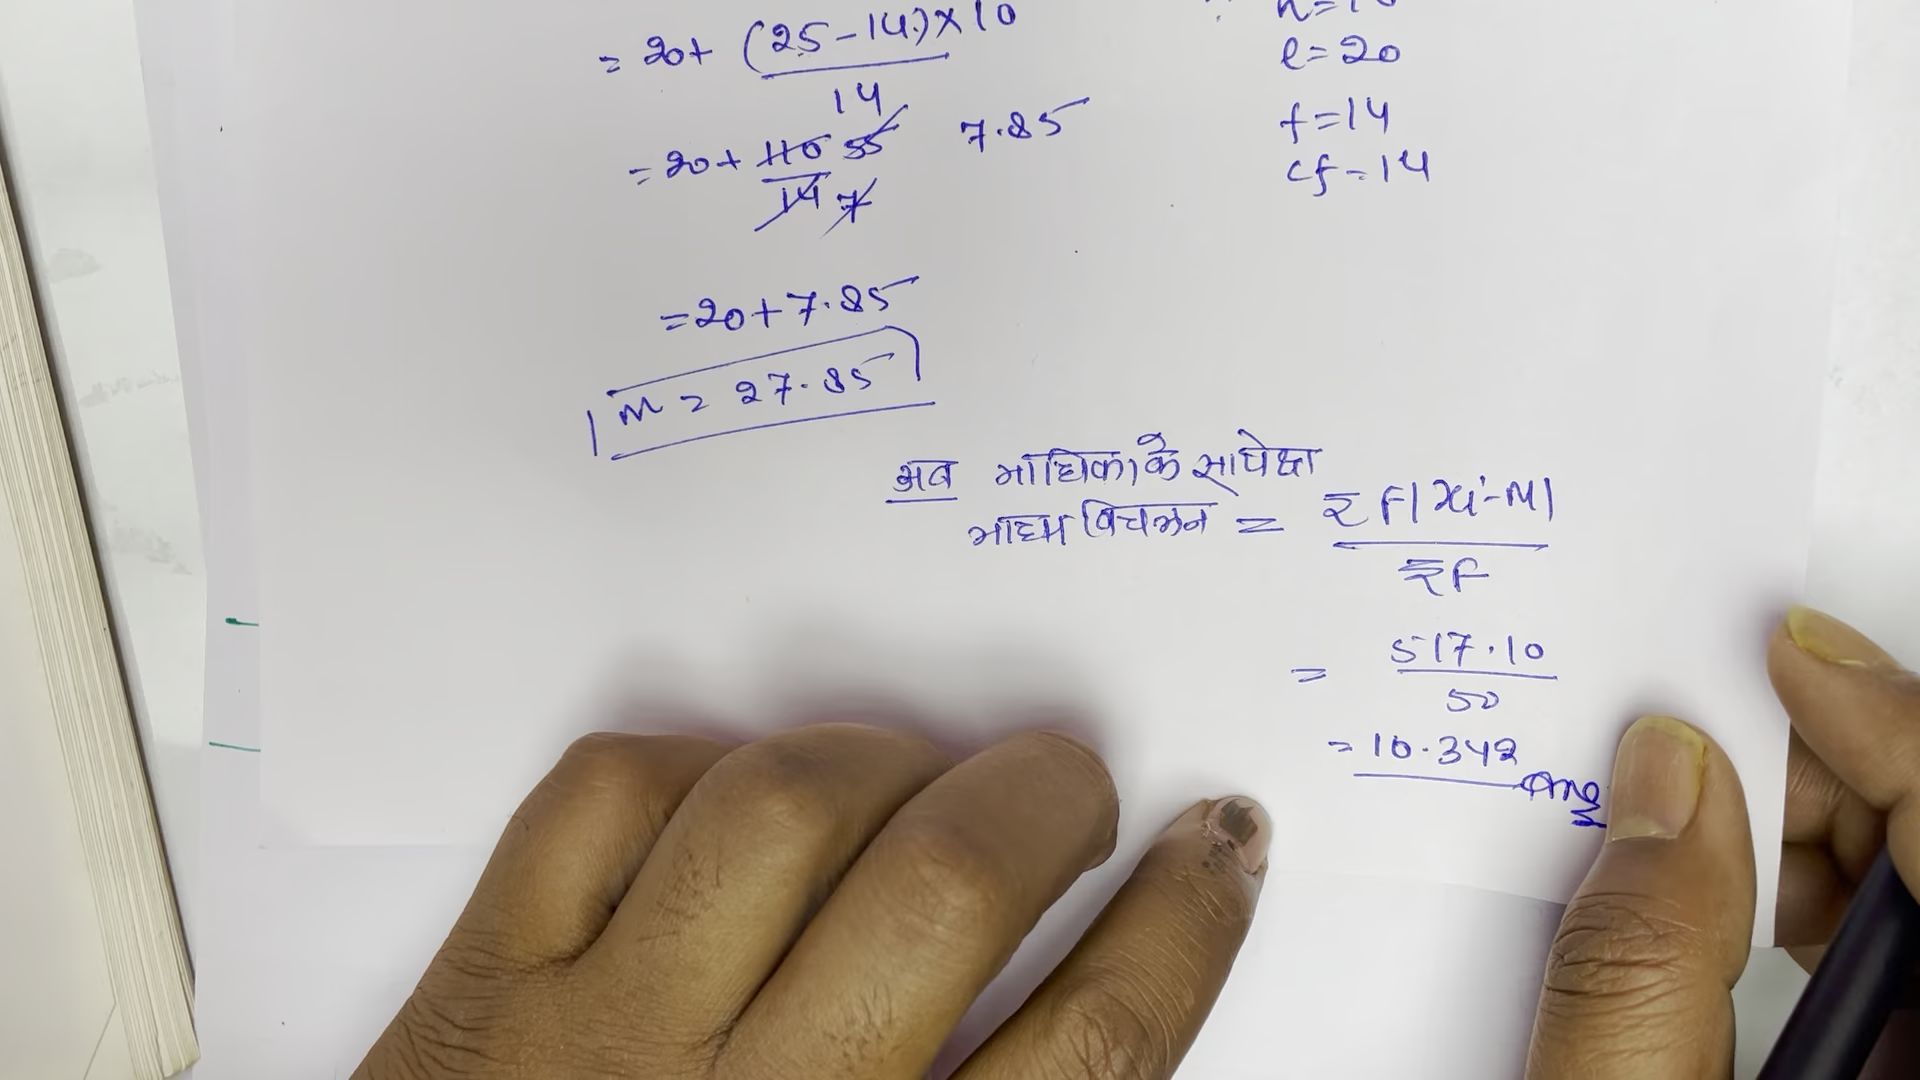 = 20+ (25-14)×10
14
= 20+ 110 55 7.85
14 7
=20+7.85
m = 27.85
l=20
f=14
cf=14
अब माध्यिका के सापेक्ष
माध्य विचलन = Σ F|xi-M|
ΣF
= 517.10
50
= 10.342
Ans